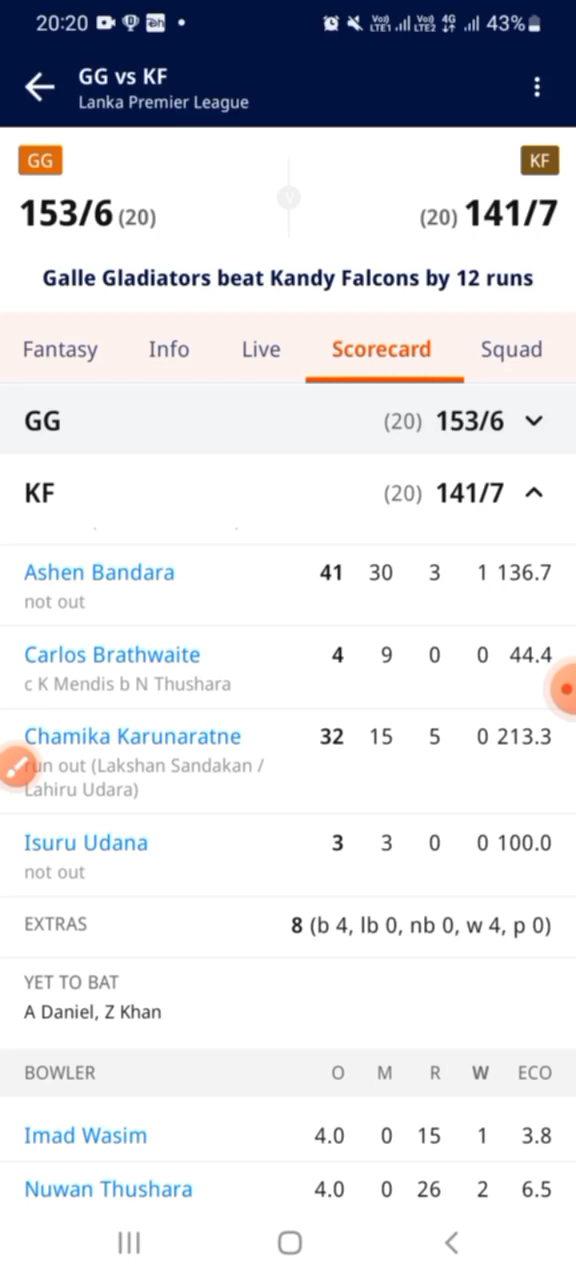 20:20 43%
GG vs KF
Lanka Premier League
GG KF
153/6 (20) (20) 141/7
Galle Gladiators beat Kandy Falcons by 12 runs
Fantasy Info Live Scorecard Squad
GG (20) 153/6
KF (20) 141/7
Ashen Bandara 41 30 3 1 136.7
not out
Carlos Brathwaite 4 9 0 0 44.4
c K Mendis b N Thushara
Chamika Karunaratne 32 15 5 0 213.3
run out (Lakshan Sandakan /
Lahiru Udara)
Isuru Udana 3 3 0 0 100.0
not out
EXTRAS 8 (b 4, lb 0, nb 0, w 4, p 0)
YET TO BAT
A Daniel, Z Khan
BOWLER O M R W ECO
Imad Wasim 4.0 0 15 1 3.8
Nuwan Thushara 4.0 0 26 2 6.5